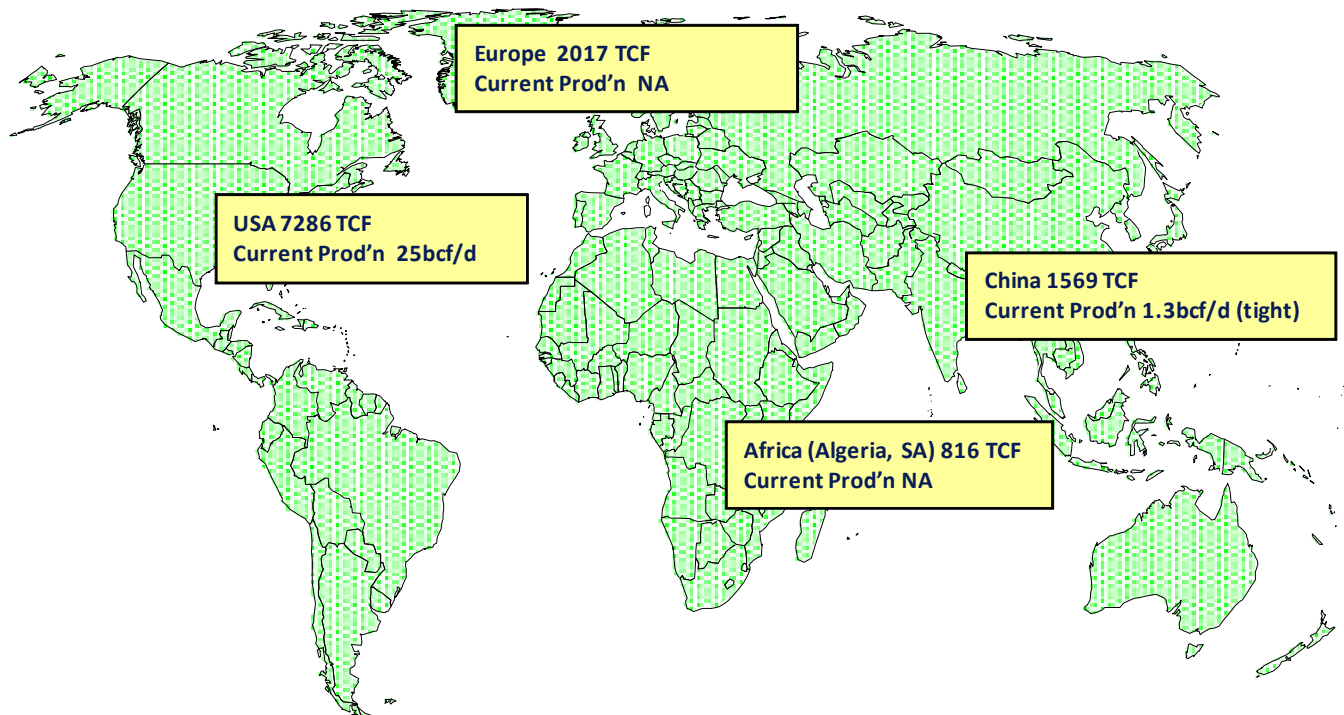 Europe 2017 TCF
Current Prod’n NA
USA 7286 TCF
Current Prod’n 25bcf/d
China 1569 TCF
Current Prod’n 1.3bcf/d (tight)
Africa (Algeria, SA) 816 TCF
Current Prod’n NA